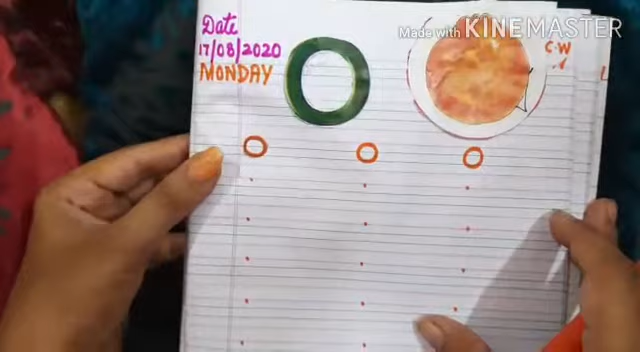 Made with KINEMASTER
Date
17/08/2020
MONDAY
O
C.W
O O O